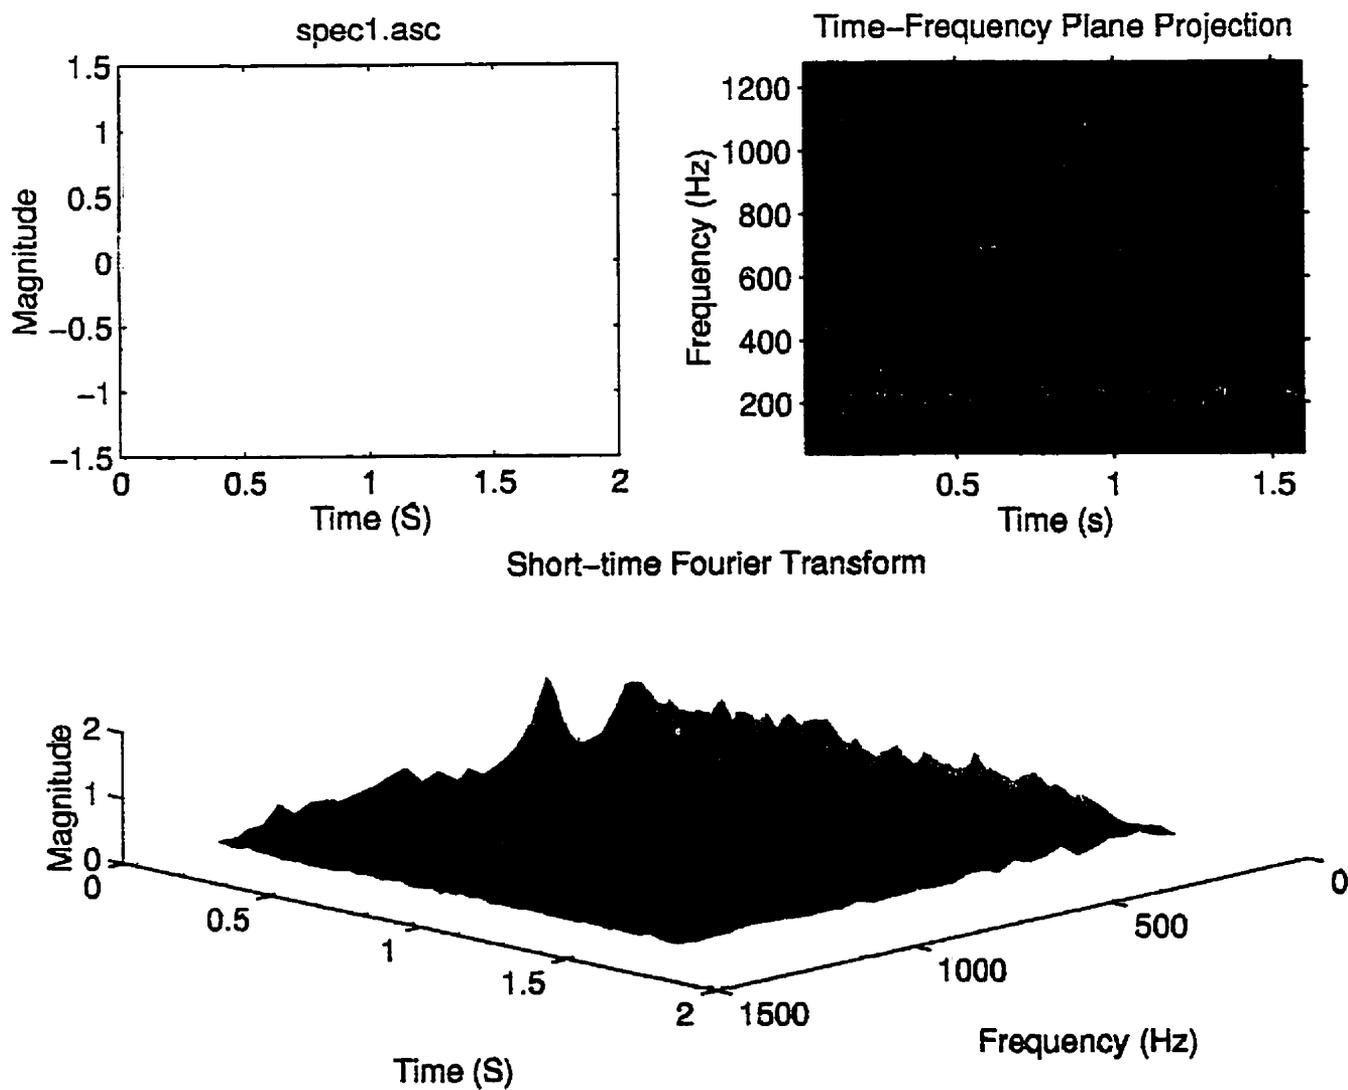 spec1.asc
1.5
1
0.5
0
−0.5
−1
−1.5
Magnitude
0 0.5 1 1.5 2
Time (S)
Time−Frequency Plane Projection
1200
1000
800
600
400
200
Frequency (Hz)
0.5 1 1.5
Time (s)
Short−time Fourier Transform
2
1
0
Magnitude
0
0.5
1
1.5
2
Time (S)
1500
1000
500
0
Frequency (Hz)